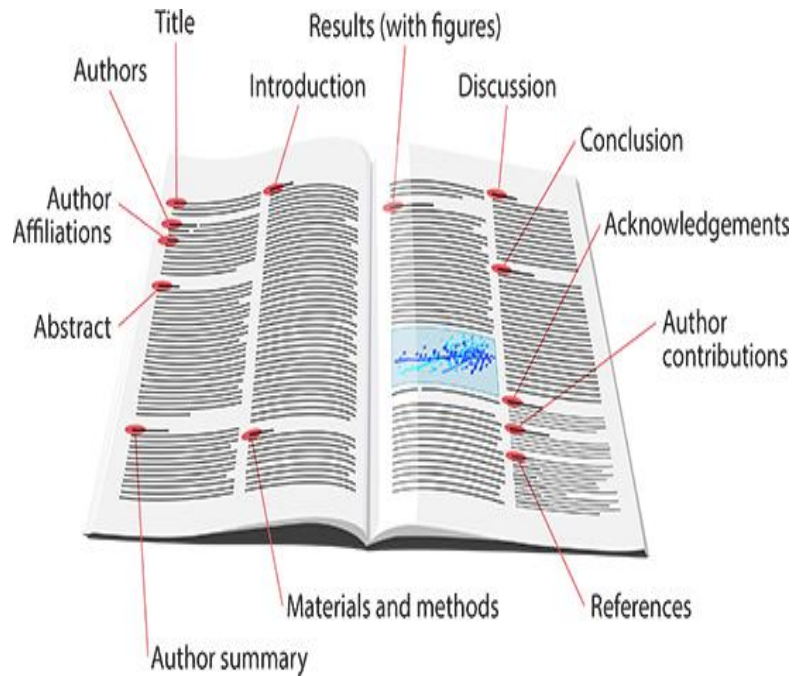 Title
Results (with figures)
Authors
Introduction
Discussion
Conclusion
Author
Affiliations
Acknowledgements
Abstract
Author
contributions
Materials and methods
References
Author summary